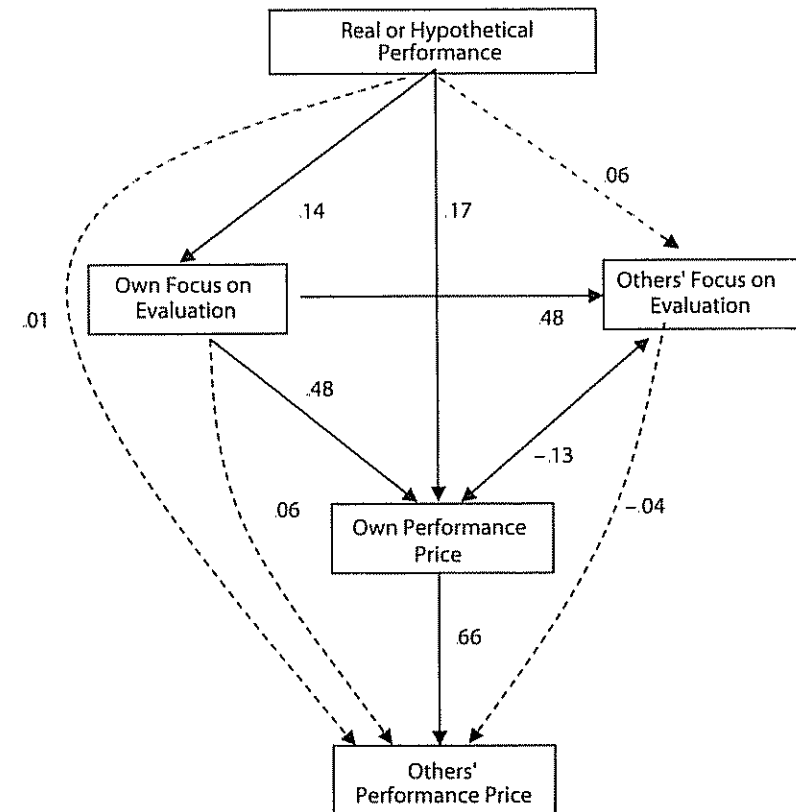 Real or Hypothetical
Performance
.06
.14
.17
Own Focus on
Evaluation
Others' Focus on
Evaluation
.01
.48
.48
–.13
.06
–.04
Own Performance
Price
.66
Others'
Performance Price